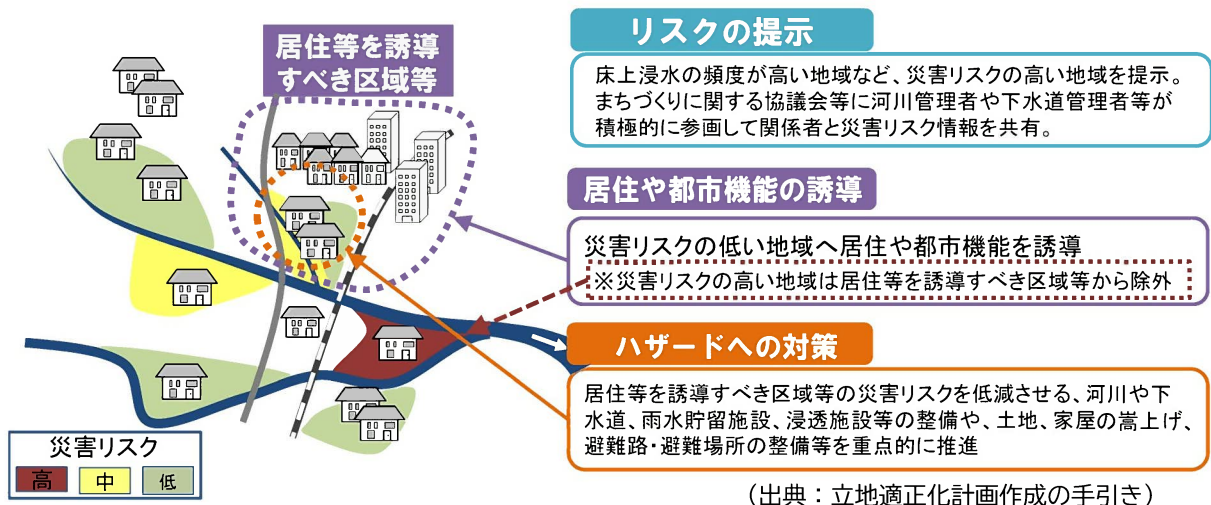 居住等を誘導
すべき区域等
リスクの提示
床上浸水の頻度が高い地域など、災害リスクの高い地域を提示。
まちづくりに関する協議会等に河川管理者や下水道管理者等が
積極的に参画して関係者と災害リスク情報を共有。
居住や都市機能の誘導
災害リスクの低い地域へ居住や都市機能を誘導
※災害リスクの高い地域は居住等を誘導すべき区域等から除外
ハザードへの対策
居住等を誘導すべき区域等の災害リスクを低減させる、河川や下
水道、雨水貯留施設、浸透施設等の整備や、土地、家屋の嵩上げ、
避難路・避難場所の整備等を重点的に推進
災害リスク
高 中 低
（出典：立地適正化計画作成の手引き）